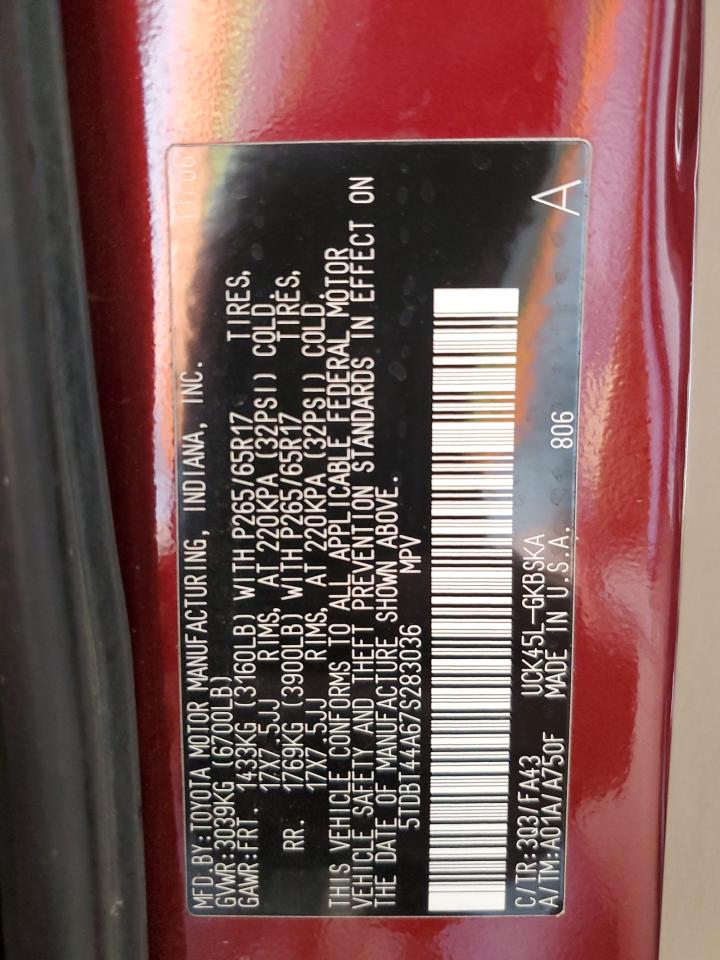 MFD.BY:TOYOTA MOTOR MANUFACTURING, INDIANA, INC. 11/06
GVWR:3039KG (6700LB)
GAWR:FRT. 1433KG (3160LB) WITH P265/65R17 TIRES,
17X7.5JJ RIMS, AT 220KPA (32PSI) COLD.
RR. 1769KG (3900LB) WITH P265/65R17 TIRES,
17X7.5JJ RIMS, AT 220KPA (32PSI) COLD.
THIS VEHICLE CONFORMS TO ALL APPLICABLE FEDERAL MOTOR
VEHICLE SAFETY AND THEFT PREVENTION STANDARDS IN EFFECT ON
THE DATE OF MANUFACTURE SHOWN ABOVE.
5TDBT44A67S283036 MPV
C/TR:3Q3/FA43 UCK45L-GKBSKA
A/TM:A01A/A750F MADE IN U.S.A. 806 A